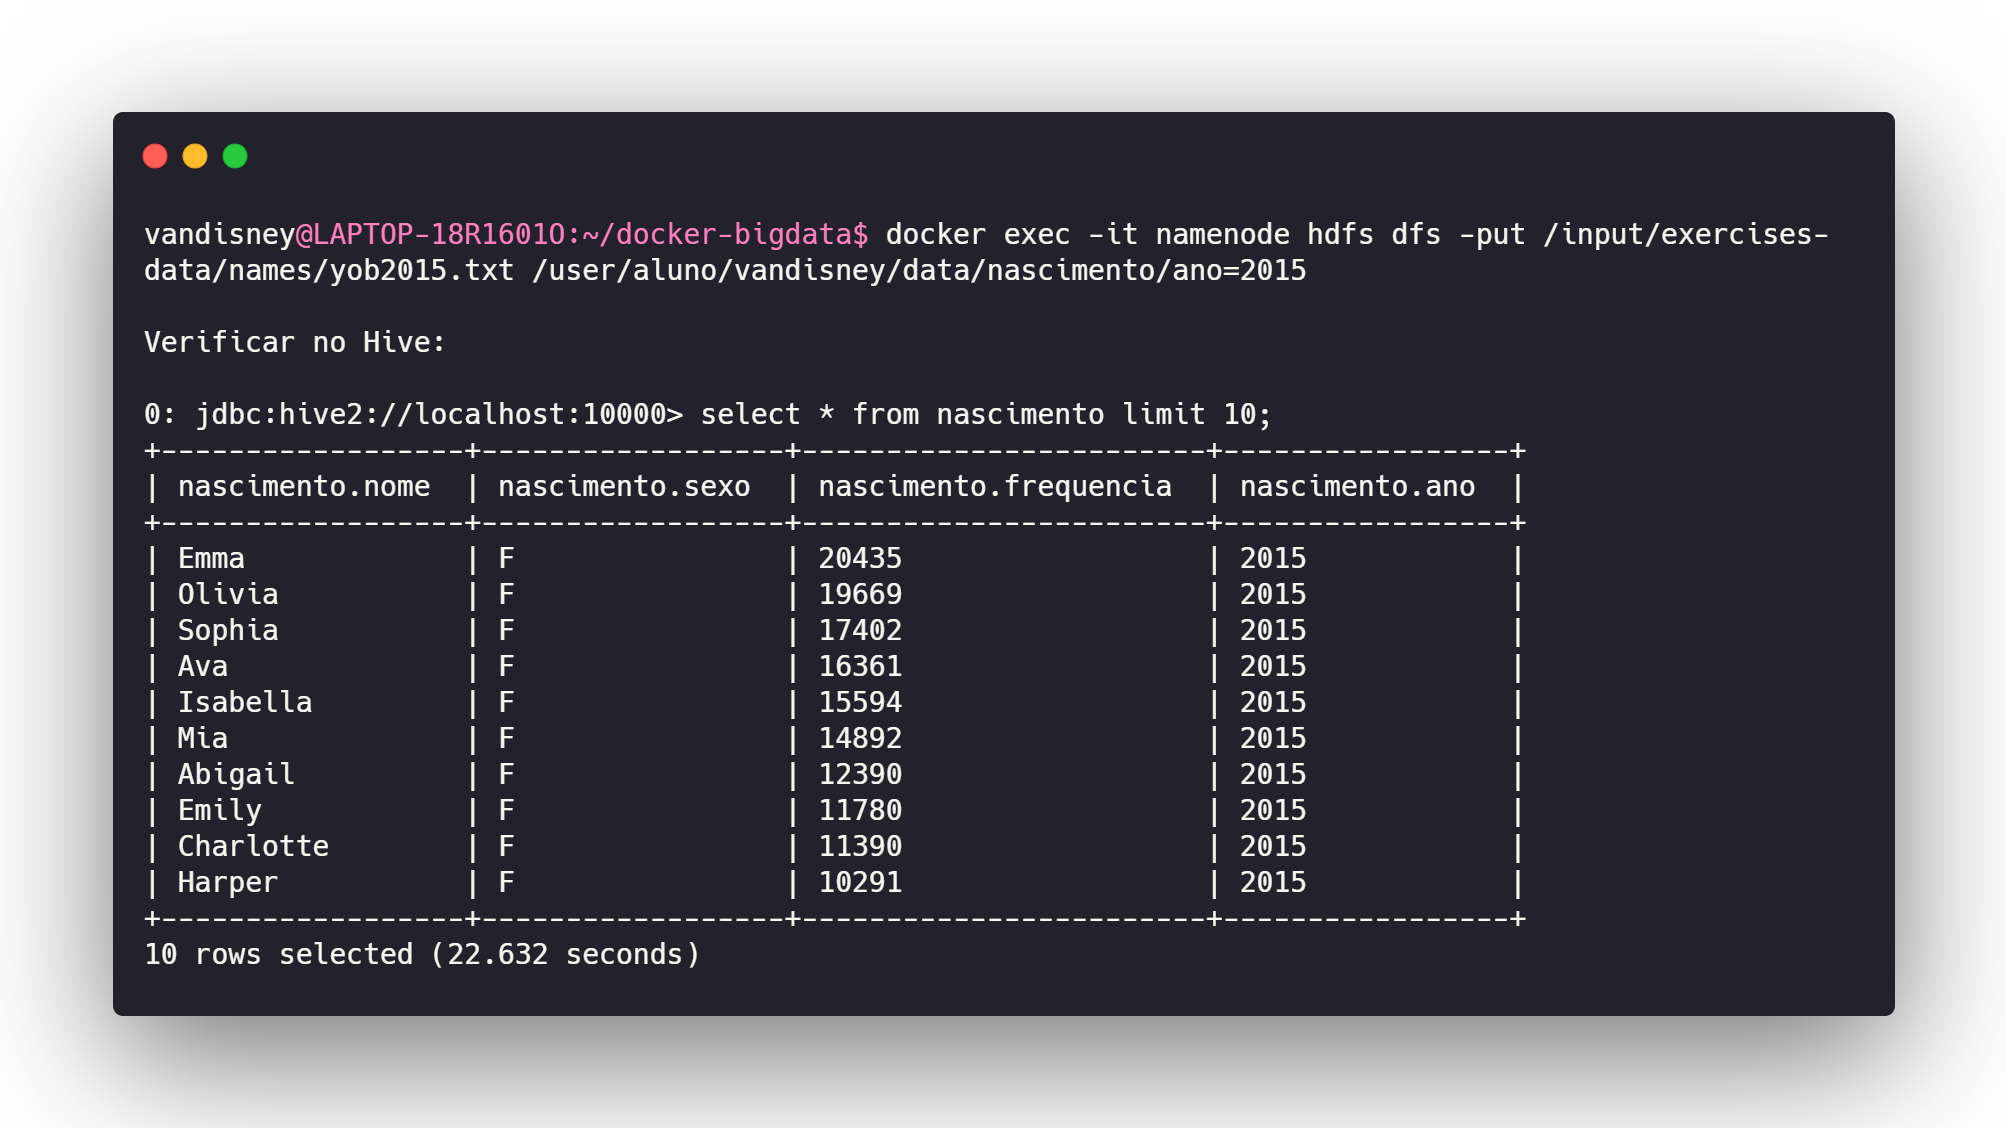 vandisney@LAPTOP-18R1601O:~/docker-bigdata$ docker exec -it namenode hdfs dfs -put /input/exercises-
data/names/yob2015.txt /user/aluno/vandisney/data/nascimento/ano=2015
Verificar no Hive:
0: jdbc:hive2://localhost:10000> select * from nascimento limit 10;
+------------------+------------------+------------------------+-----------------+
| nascimento.nome  | nascimento.sexo  | nascimento.frequencia  | nascimento.ano  |
+------------------+------------------+------------------------+-----------------+
| Emma             | F                | 20435                  | 2015            |
| Olivia           | F                | 19669                  | 2015            |
| Sophia           | F                | 17402                  | 2015            |
| Ava              | F                | 16361                  | 2015            |
| Isabella         | F                | 15594                  | 2015            |
| Mia              | F                | 14892                  | 2015            |
| Abigail          | F                | 12390                  | 2015            |
| Emily            | F                | 11780                  | 2015            |
| Charlotte        | F                | 11390                  | 2015            |
| Harper           | F                | 10291                  | 2015            |
+------------------+------------------+------------------------+-----------------+
10 rows selected (22.632 seconds)